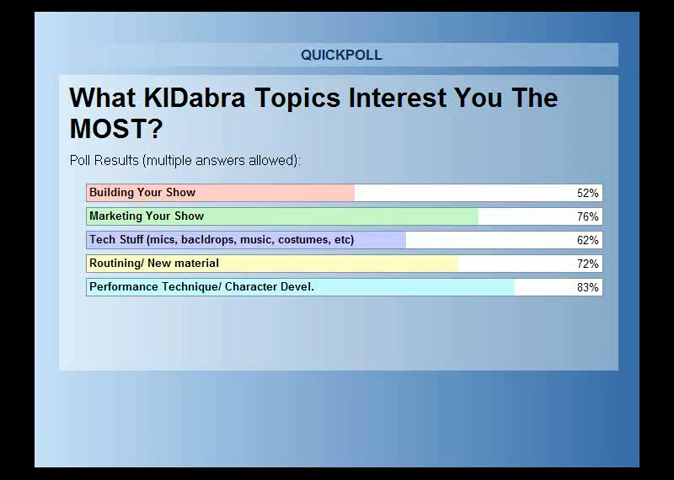 QUICKPOLL
What KIDabra Topics Interest You The
MOST?
Poll Results (multiple answers allowed):
Building Your Show 52%
Marketing Your Show 76%
Tech Stuff (mics, bacldrops, music, costumes, etc) 62%
Routining/ New material 72%
Performance Technique/ Character Devel. 83%